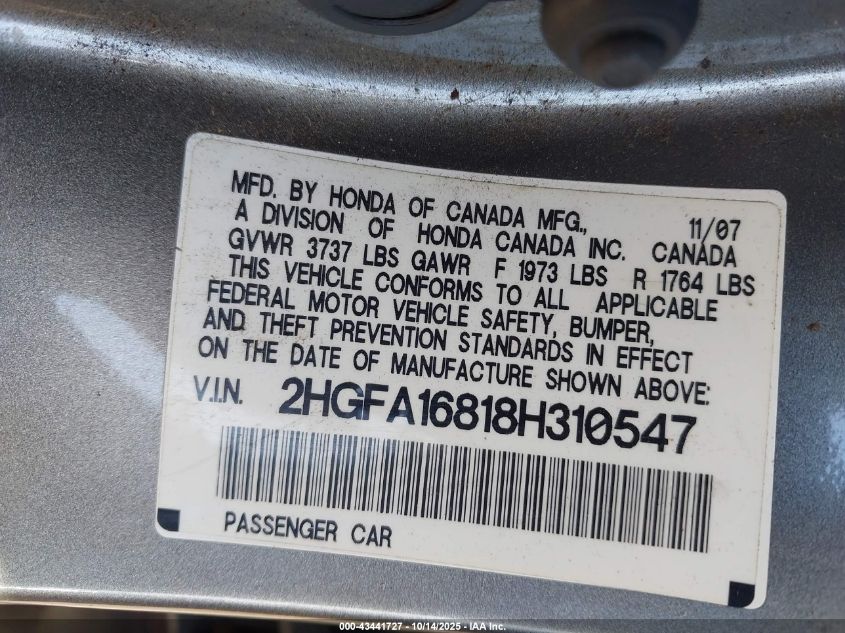 MFD. BY HONDA OF CANADA MFG., 11/07
A DIVISION OF HONDA CANADA INC. CANADA
GVWR 3737 LBS GAWR F 1973 LBS R 1764 LBS
THIS VEHICLE CONFORMS TO ALL APPLICABLE
FEDERAL MOTOR VEHICLE SAFETY, BUMPER,
AND THEFT PREVENTION STANDARDS IN EFFECT
ON THE DATE OF MANUFACTURE SHOWN ABOVE:
V.I.N. 2HGFA16818H310547
PASSENGER CAR
000-43441727 - 10/14/2025 - IAA Inc.